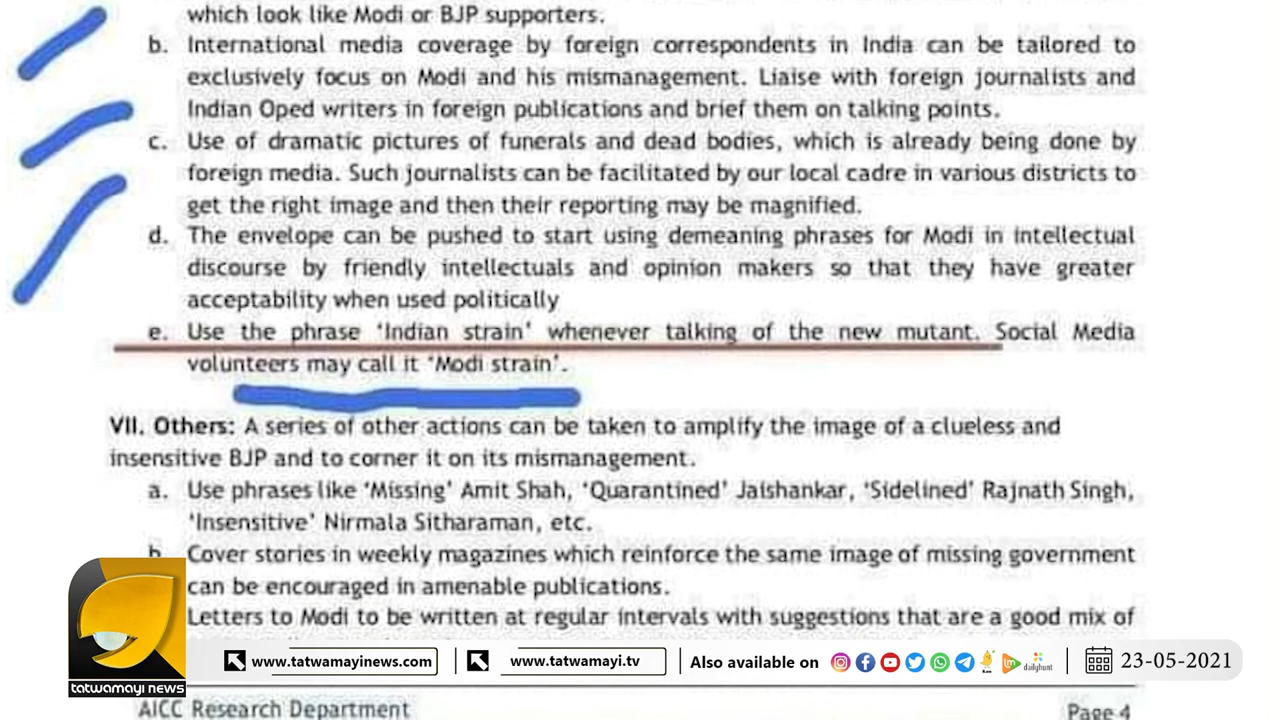 which look like Modi or BJP supporters.
b. International media coverage by foreign correspondents in India can be tailored to
exclusively focus on Modi and his mismanagement. Liaise with foreign journalists and
Indian Oped writers in foreign publications and brief them on talking points.
c. Use of dramatic pictures of funerals and dead bodies, which is already being done by
foreign media. Such journalists can be facilitated by our local cadre in various districts to
get the right image and then their reporting may be magnified.
d. The envelope can be pushed to start using demeaning phrases for Modi in intellectual
discourse by friendly intellectuals and opinion makers so that they have greater
acceptability when used politically
e. Use the phrase ‘Indian strain’ whenever talking of the new mutant. Social Media
volunteers may call it ‘Modi strain’.
VII. Others: A series of other actions can be taken to amplify the image of a clueless and
insensitive BJP and to corner it on its mismanagement.
a. Use phrases like ‘Missing’ Amit Shah, ‘Quarantined’ Jaishankar, ‘Sidelined’ Rajnath Singh,
‘Insensitive’ Nirmala Sitharaman, etc.
b. Cover stories in weekly magazines which reinforce the same image of missing government
can be encouraged in amenable publications.
Letters to Modi to be written at regular intervals with suggestions that are a good mix of
tatwamayi news
www.tatwamayinews.com
www.tatwamayi.tv
Also available on
dailyhunt
23-05-2021
AICC Research Department
Page 4